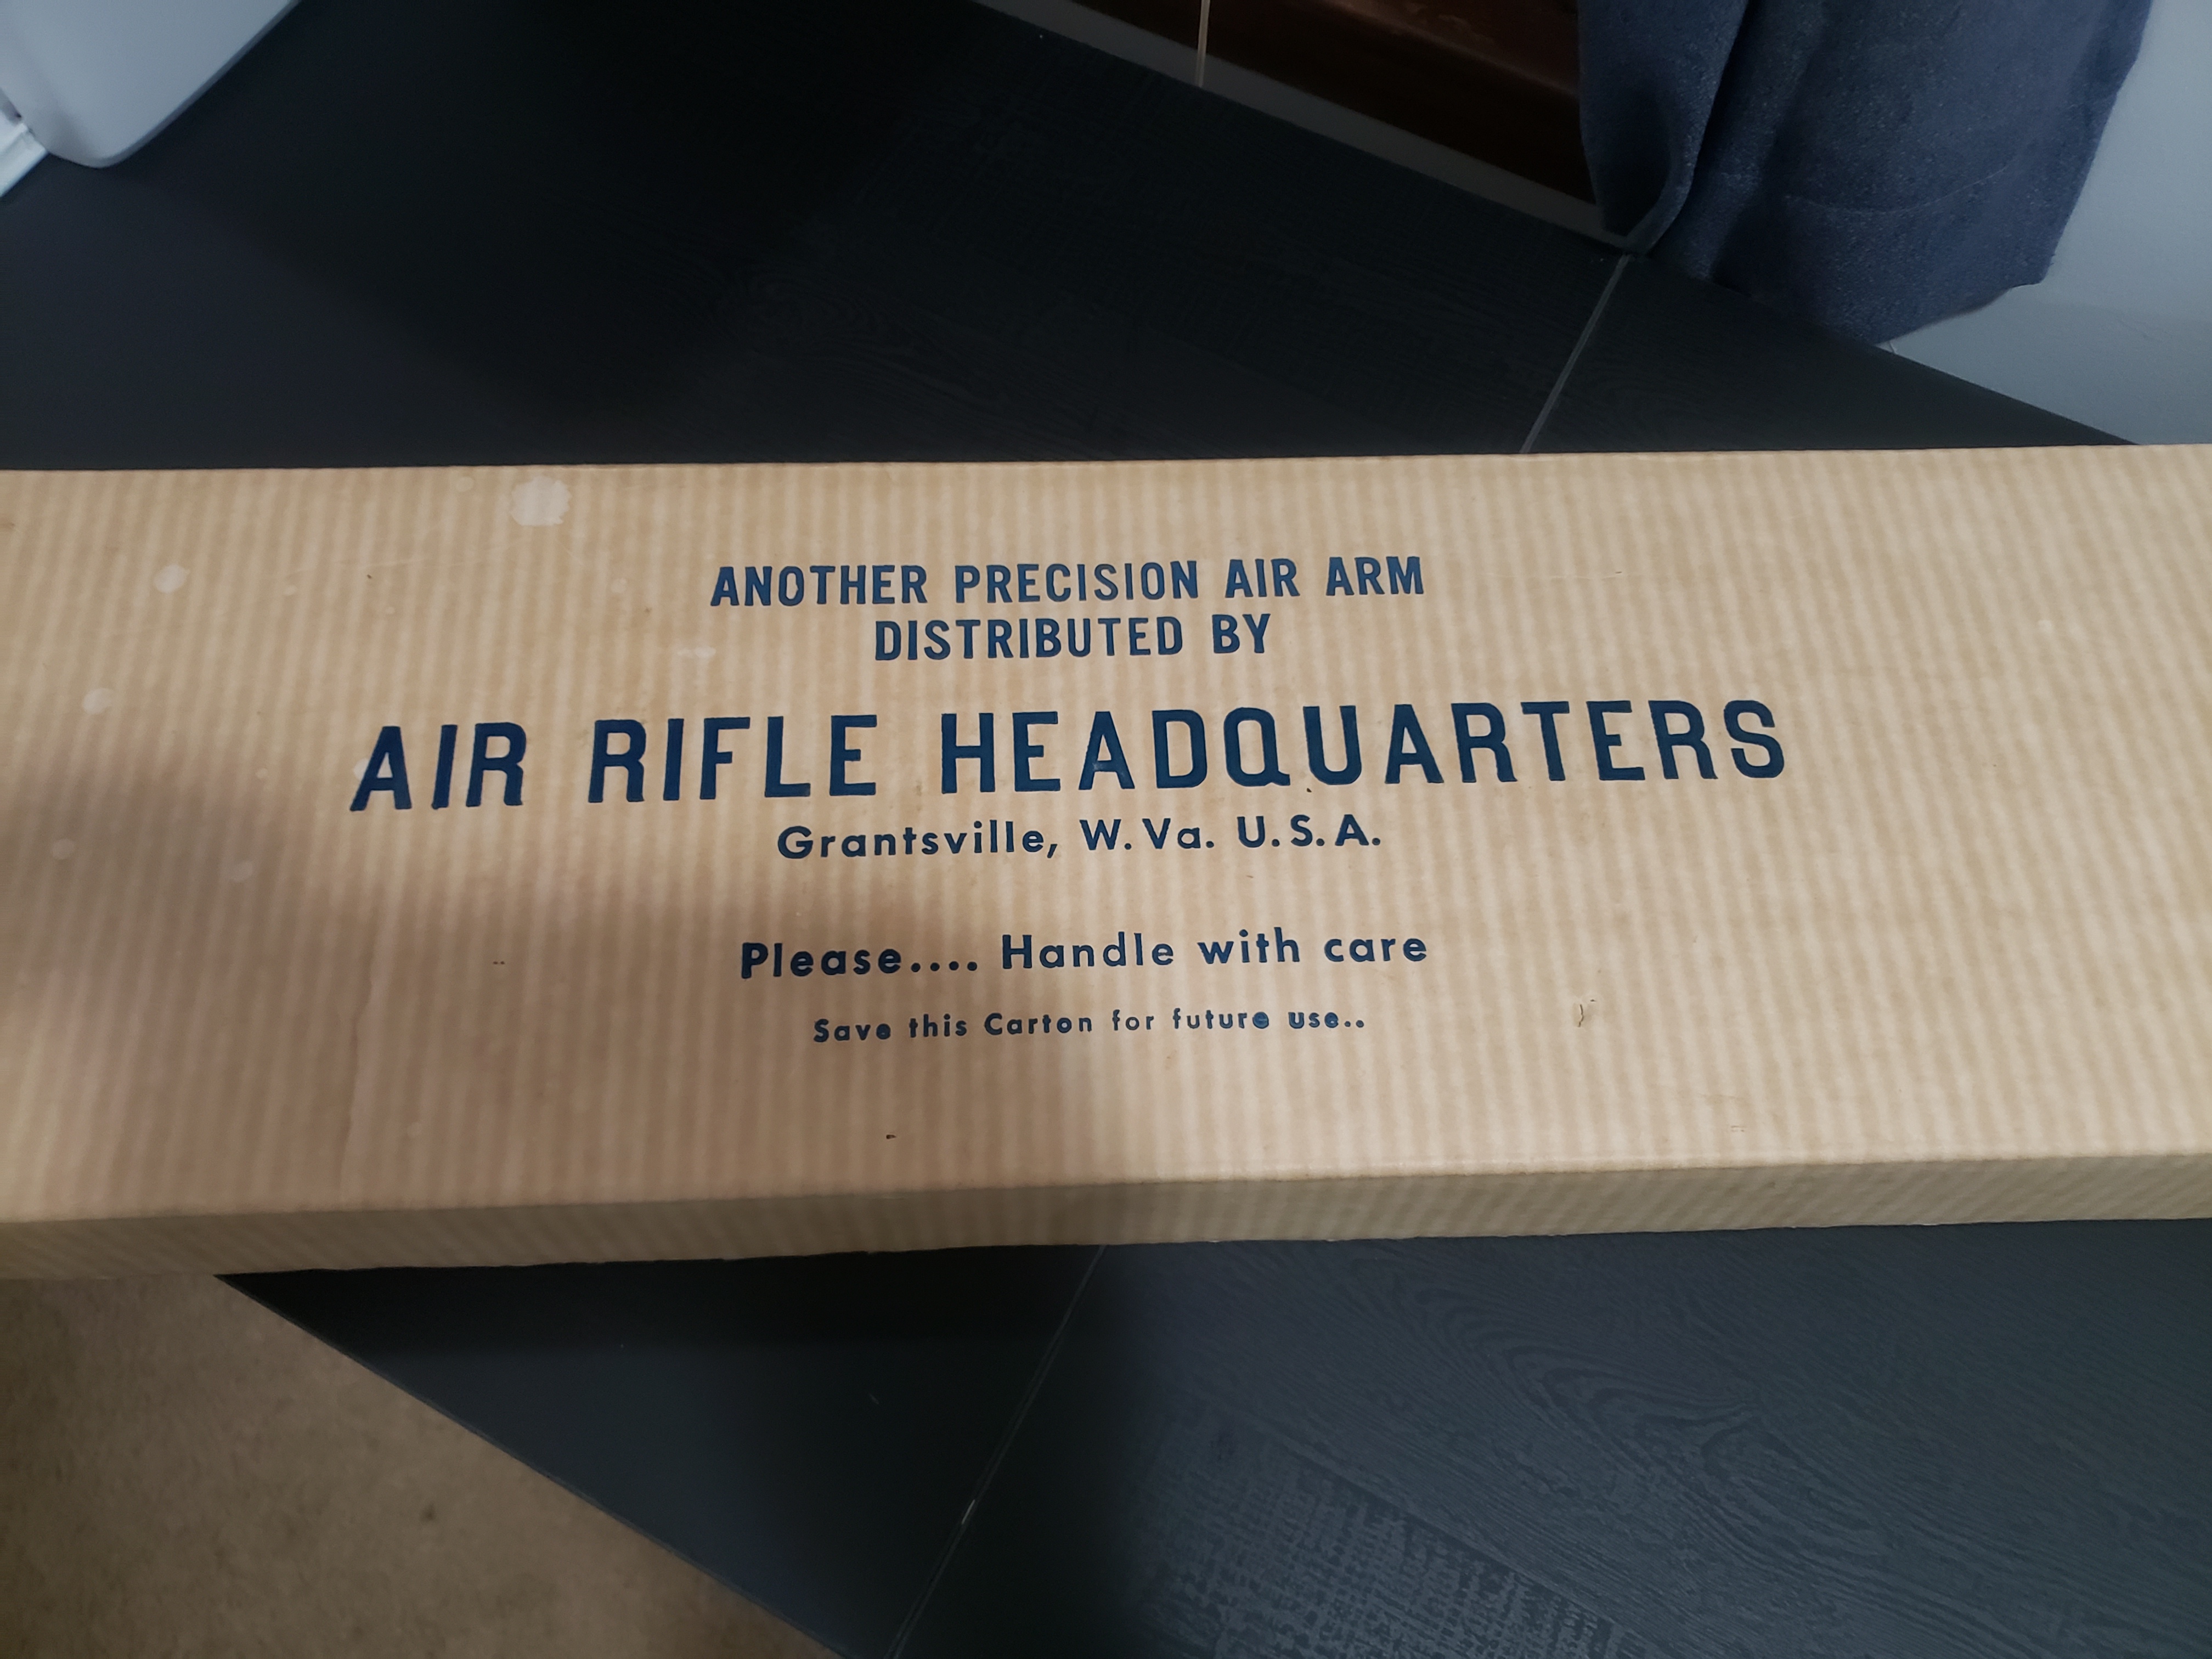 ANOTHER PRECISION AIR ARM
DISTRIBUTED BY
AIR RIFLE HEADQUARTERS
Grantsville, W. Va. U. S. A.
Please.... Handle with care
Save this Carton for future use..